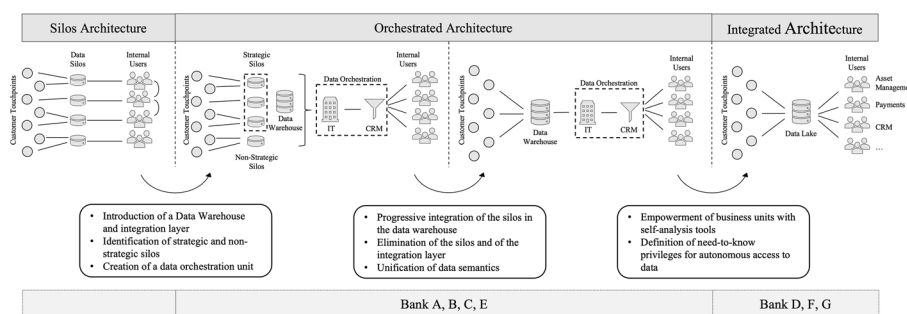 Silos Architecture
Orchestrated Architecture
Integrated Architecture
Data
Silos
Internal
Users
Customer Touchpoints
Strategic
Silos
Data
Warehouse
Non-Strategic
Silos
Customer Touchpoints
Data Orchestration
IT
CRM
Internal
Users
Customer Touchpoints
Data
Warehouse
Data Orchestration
IT
CRM
Internal
Users
Customer Touchpoints
Data Lake
Internal
Users
Asset
Manageme
Payments
CRM
...
• Introduction of a Data Warehouse
and integration layer
• Identification of strategic and non-
strategic silos
• Creation of a data orchestration unit
• Progressive integration of the silos in
the data warehouse
• Elimination of the silos and of the
integration layer
• Unification of data semantics
• Empowerment of business units with
self-analysis tools
• Definition of need-to-know
privileges for autonomous access to
data
Bank A, B, C, E
Bank D, F, G